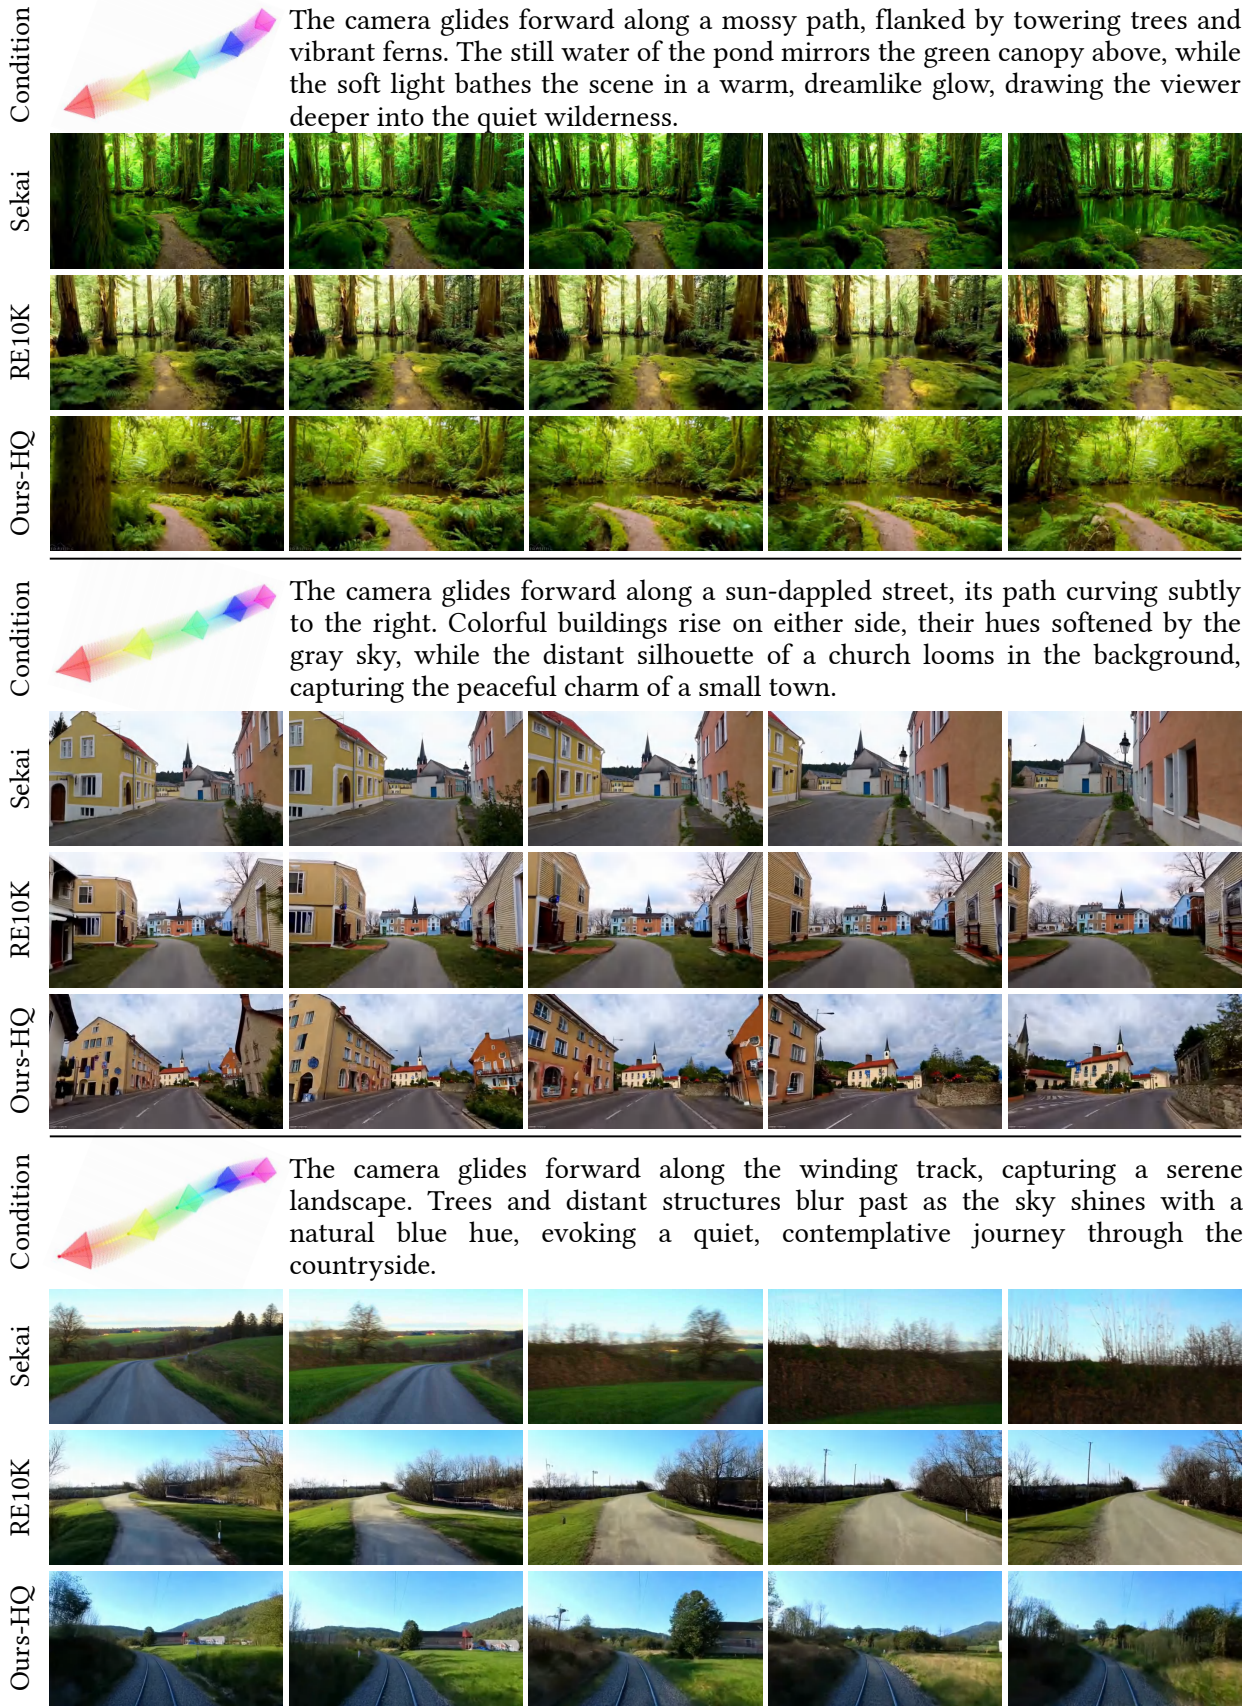 Condition
The camera glides forward along a mossy path, flanked by towering trees and
vibrant ferns. The still water of the pond mirrors the green canopy above, while
the soft light bathes the scene in a warm, dreamlike glow, drawing the viewer
deeper into the quiet wilderness.
Sekai
RE10K
Ours-HQ
Condition
The camera glides forward along a sun-dappled street, its path curving subtly
to the right. Colorful buildings rise on either side, their hues softened by the
gray sky, while the distant silhouette of a church looms in the background,
capturing the peaceful charm of a small town.
Sekai
RE10K
Ours-HQ
Condition
The camera glides forward along the winding track, capturing a serene
landscape. Trees and distant structures blur past as the sky shines with a
natural blue hue, evoking a quiet, contemplative journey through the
countryside.
Sekai
RE10K
Ours-HQ